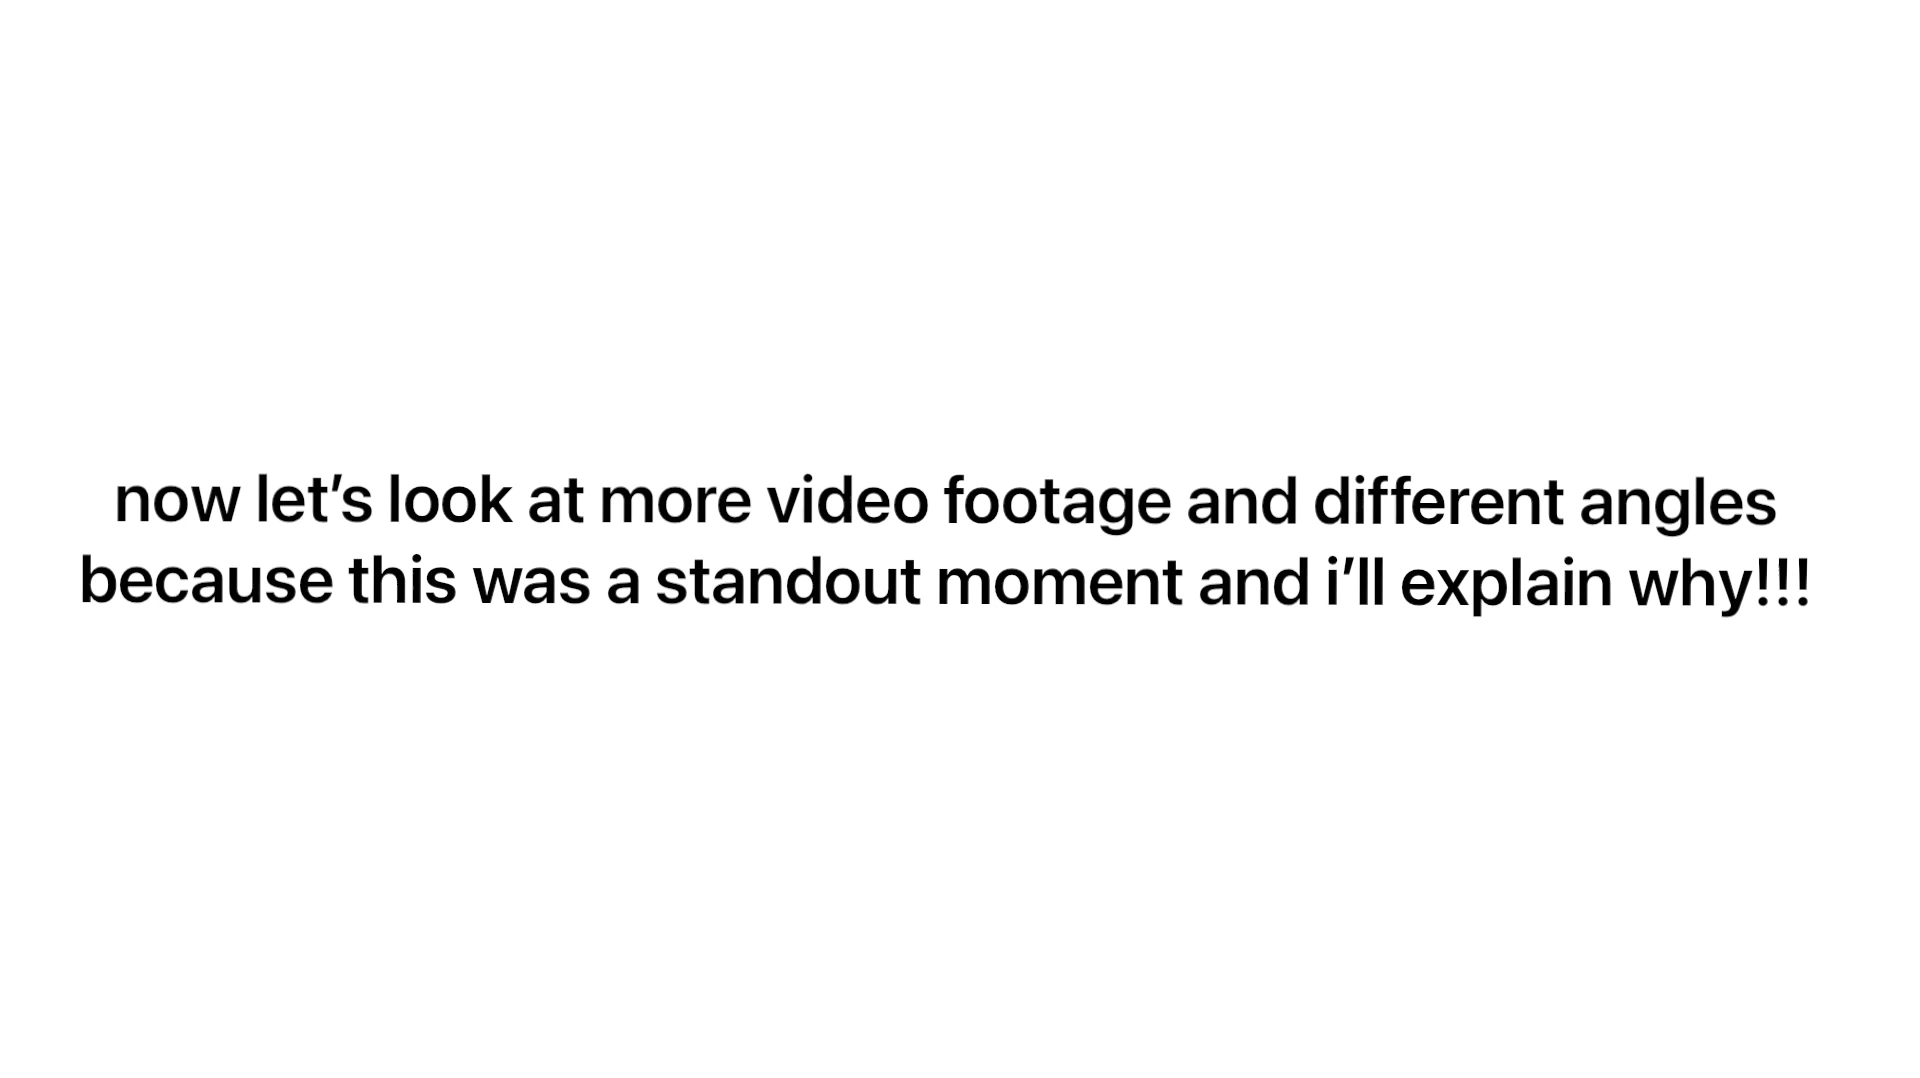 now let’s look at more video footage and different angles
because this was a standout moment and i’ll explain why!!!